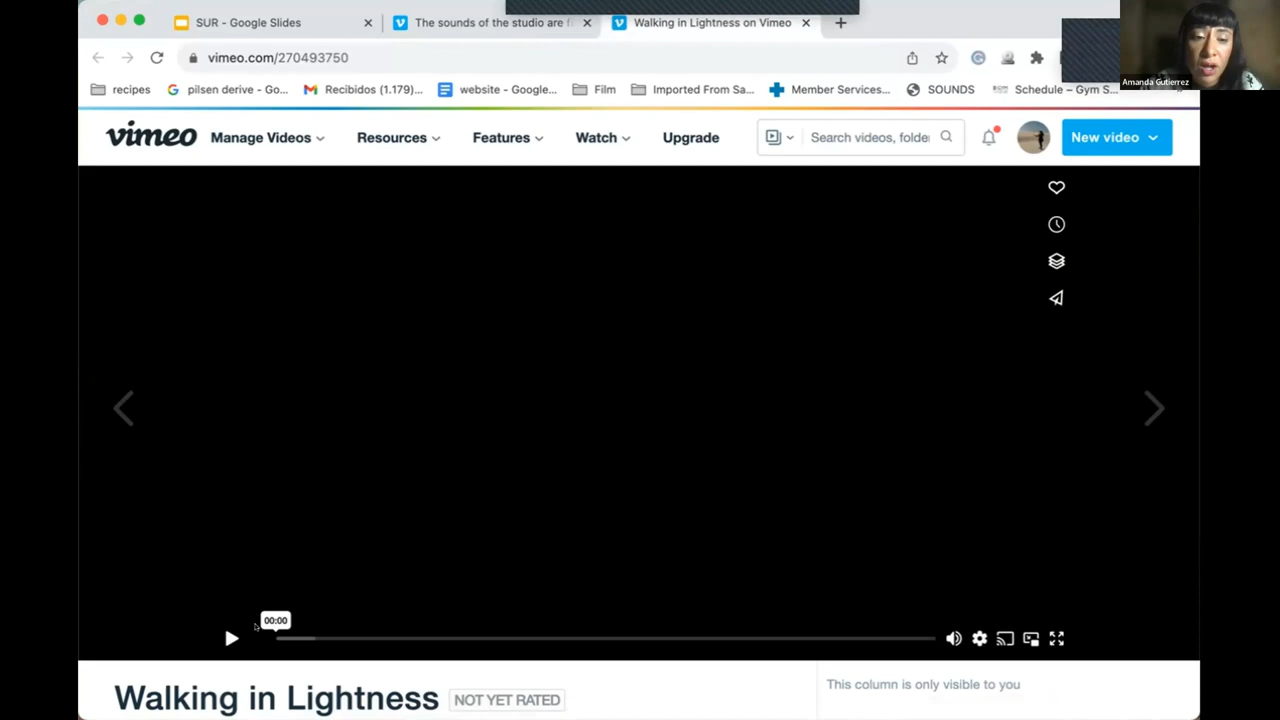 SUR - Google Slides
The sounds of the studio are f
Walking in Lightness on Vimeo
vimeo.com/270493750
recipes
pilsen derive - Go...
Recibidos (1.179)...
website - Google...
Film
Imported From Sa...
Member Services...
SOUNDS
Schedule – Gym S...
Amanda Gutierrez
vimeo
Manage Videos
Resources
Features
Watch
Upgrade
Search videos, folde
New video
00:00
Walking in Lightness
NOT YET RATED
This column is only visible to you